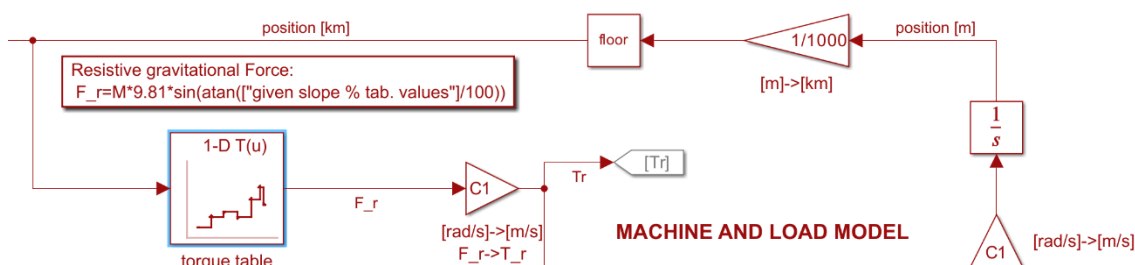 position [km]
floor
1/1000
position [m]
[m]->[km]
Resistive gravitational Force:
F_r=M*9.81*sin(atan(["given slope % tab. values"]/100))
1
s
1-D T(u)
[Tr]
Tr
F_r
C1
[rad/s]->[m/s]
F_r->T_r
MACHINE AND LOAD MODEL
C1
[rad/s]->[m/s]
torque table